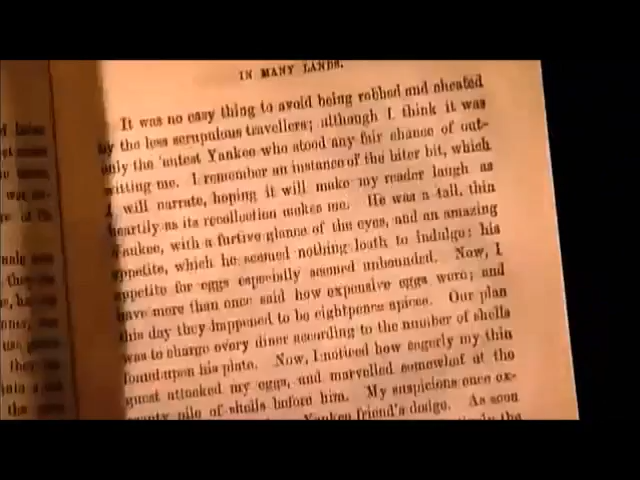 IN MANY LANDS.
It was no easy thing to avoid being robbed and cheated
by the less scrupulous travellers; although I think it was
only the 'cutest Yankee who stood any fair chance of out-
witting me. I remember an instance of the biter bit, which
I will narrate, hoping it will make my reader laugh as
heartily as its recollection makes me. He was a tall, thin
Yankee, with a furtive glance of the eyes, and an amazing
appetite, which he seemed nothing loath to indulge; his
appetite for eggs especially seemed unbounded. Now, I
have more than once said how expensive eggs were; and
this day they happened to be eightpence apiece. Our plan
was to charge every diner according to the number of shells
found upon his plate. Now, I noticed how eagerly my thin
guest attacked my eggs, and marvelled somewhat at the
scanty pile of shells before him. My suspicions once ex-
Yankee friend's dodge. As soon
the